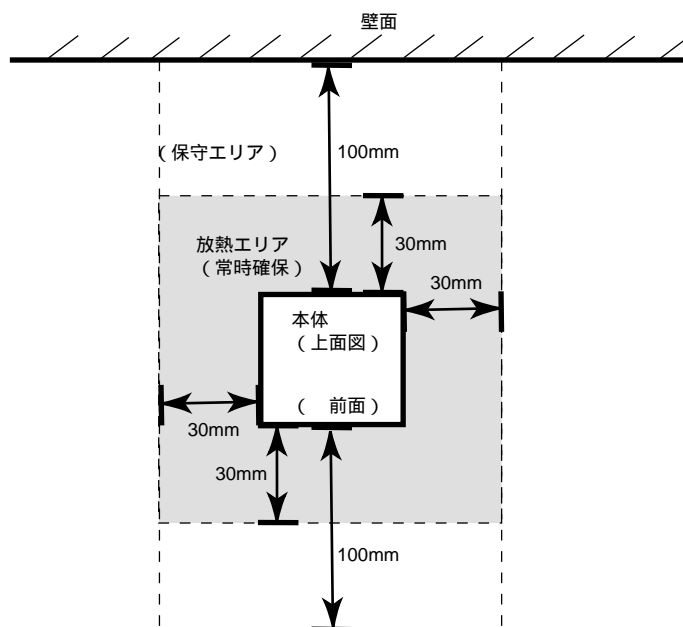 壁面
（保守エリア）
100mm
放熱エリア
（常時確保）
30mm
30mm
本体
（上面図）
（　前面）
30mm
30mm
100mm